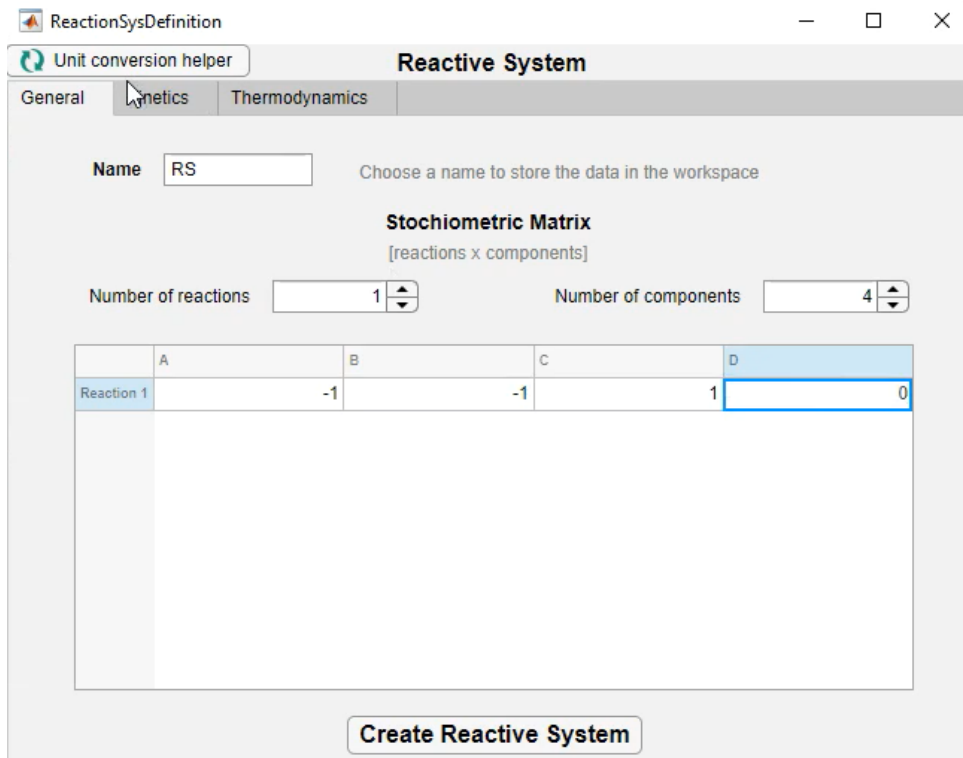 ReactionSysDefinition
Unit conversion helper
Reactive System
General Kinetics Thermodynamics
Name RS Choose a name to store the data in the workspace
Stochiometric Matrix
[reactions x components]
Number of reactions 1 Number of components 4
A B C D
Reaction 1 -1 -1 1 0
Create Reactive System